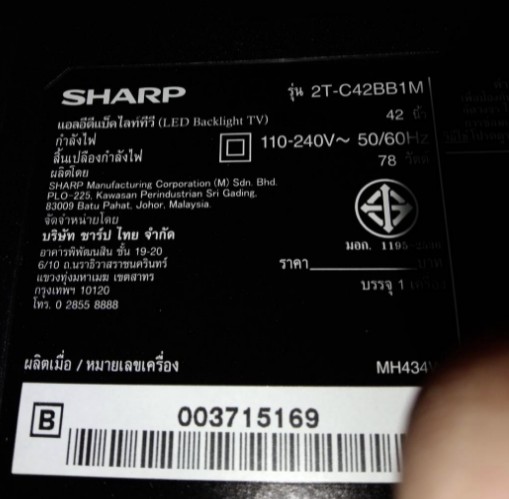 SHARP
รุ่น 2T-C42BB1M
แอลอีดีแบ็คไลท์ทีวี (LED Backlight TV)
42 นิ้ว
กำลังไฟ
110-240V~ 50/60Hz
สิ้นเปลืองกำลังไฟ
78 วัตต์
ผลิตโดย
SHARP Manufacturing Corporation (M) Sdn. Bhd.
PLO-225, Kawasan Perindustrian Sri Gading,
83009 Batu Pahat, Johor, Malaysia.
จัดจำหน่ายโดย
บริษัท ชาร์ป ไทย จำกัด
อาคารพิพัฒนสิน ชั้น 19-20
6/10 ถ.นราธิวาสราชนครินทร์
แขวงทุ่งมหาเมฆ เขตสาทร
กรุงเทพฯ 10120
โทร. 0 2855 8888
มอก. 1195
ราคา บาท
บรรจุ 1
ผลิตเมื่อ / หมายเลขเครื่อง
MH434
B
003715169